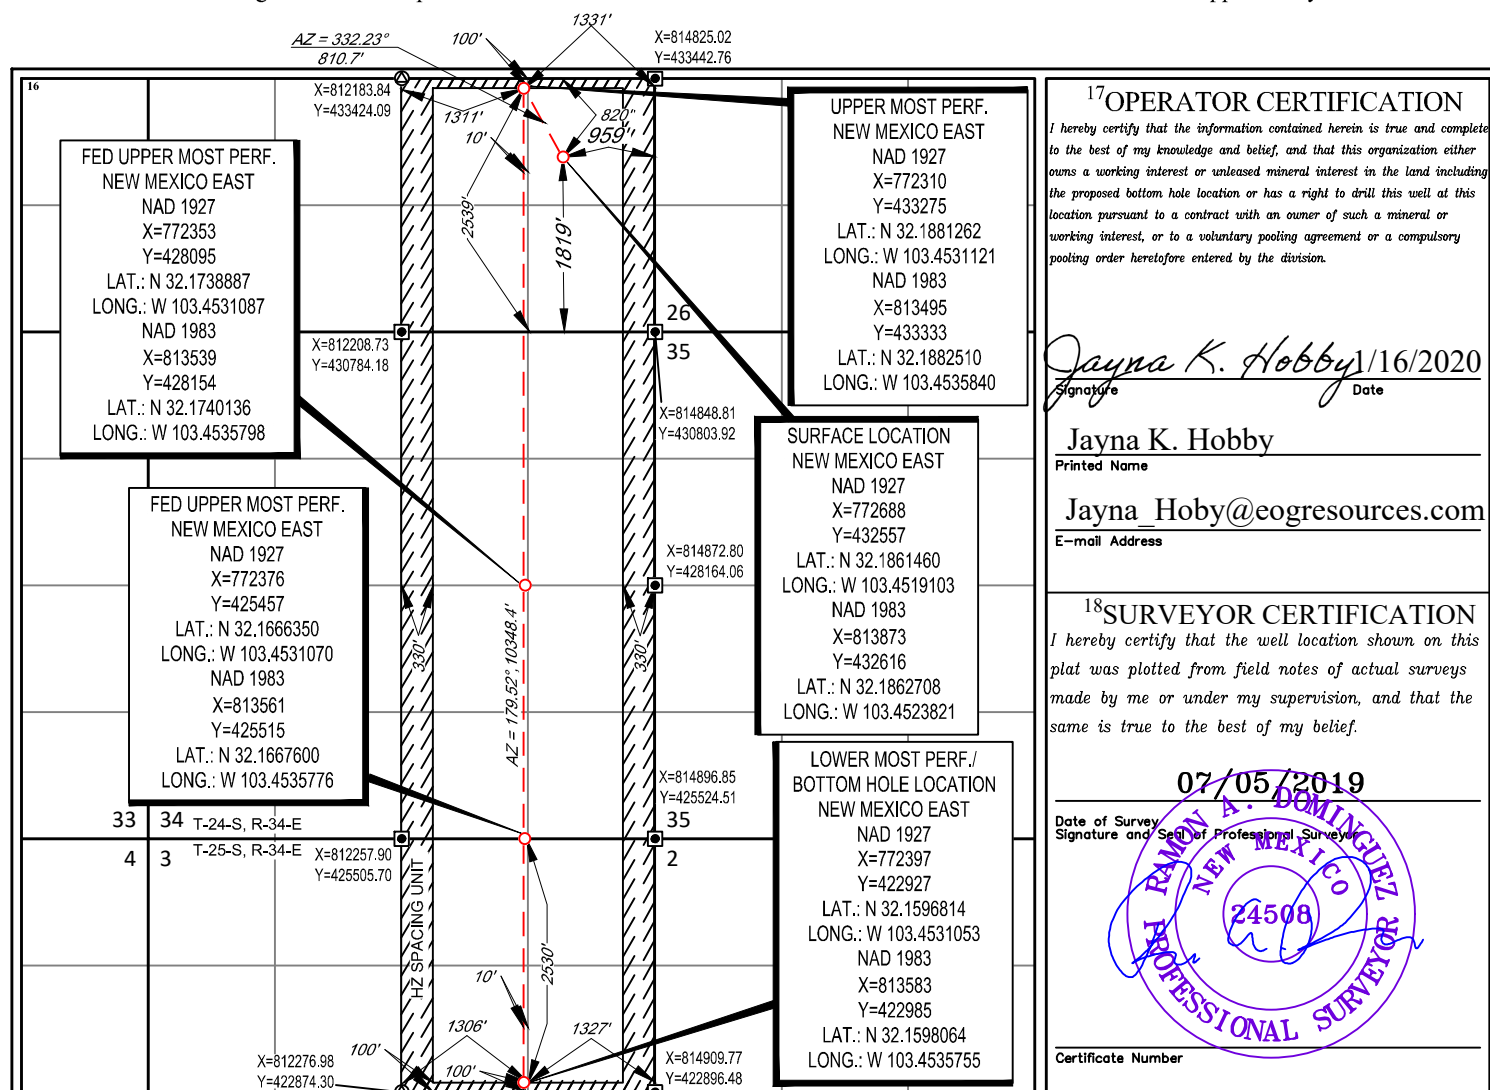 AZ = 332.23°
810.7'
100'
1331'
X=814825.02
Y=433442.76
16
X=812183.84
Y=433424.09
1311'
10'
820'
959'
2539'
1819'
FED UPPER MOST PERF.
NEW MEXICO EAST
NAD 1927
X=772353
Y=428095
LAT.: N 32.1738887
LONG.: W 103.4531087
NAD 1983
X=813539
Y=428154
LAT.: N 32.1740136
LONG.: W 103.4535798
UPPER MOST PERF.
NEW MEXICO EAST
NAD 1927
X=772310
Y=433275
LAT.: N 32.1881262
LONG.: W 103.4531121
NAD 1983
X=813495
Y=433333
LAT.: N 32.1882510
LONG.: W 103.4535840
26
35
X=812208.73
Y=430784.18
X=814848.81
Y=430803.92
SURFACE LOCATION
NEW MEXICO EAST
NAD 1927
X=772688
Y=432557
LAT.: N 32.1861460
LONG.: W 103.4519103
NAD 1983
X=813873
Y=432616
LAT.: N 32.1862708
LONG.: W 103.4523821
FED UPPER MOST PERF.
NEW MEXICO EAST
NAD 1927
X=772376
Y=425457
LAT.: N 32.1666350
LONG.: W 103.4531070
NAD 1983
X=813561
Y=425515
LAT.: N 32.1667600
LONG.: W 103.4535776
X=814872.80
Y=428164.06
330'
330'
AZ = 179.52°, 10348.4'
X=814896.85
Y=425524.51
33
34
T-24-S, R-34-E
35
4
3
T-25-S, R-34-E
2
X=812257.90
Y=425505.70
HZ SPACING UNIT
LOWER MOST PERF./
BOTTOM HOLE LOCATION
NEW MEXICO EAST
NAD 1927
X=772397
Y=422927
LAT.: N 32.1596814
LONG.: W 103.4531053
NAD 1983
X=813583
Y=422985
LAT.: N 32.1598064
LONG.: W 103.4535755
2530'
10'
1306'
1327'
100'
100'
X=812276.98
Y=422874.30
X=814909.77
Y=422896.48
17OPERATOR CERTIFICATION
I hereby certify that the information contained herein is true and complete
to the best of my knowledge and belief, and that this organization either
owns a working interest or unleased mineral interest in the land including
the proposed bottom hole location or has a right to drill this well at this
location pursuant to a contract with an owner of such a mineral or
working interest, or to a voluntary pooling agreement or a compulsory
pooling order heretofore entered by the division.
Jayna K. Hobby 1/16/2020
Signature Date
Jayna K. Hobby
Printed Name
Jayna_Hoby@eogresources.com
E-mail Address
18SURVEYOR CERTIFICATION
I hereby certify that the well location shown on this
plat was plotted from field notes of actual surveys
made by me or under my supervision, and that the
same is true to the best of my belief.
07/05/2019
Date of Survey
Signature and Seal of Professional Surveyor
RAMON A. DOMINGUEZ
NEW MEXICO
24508
PROFESSIONAL SURVEYOR
Certificate Number